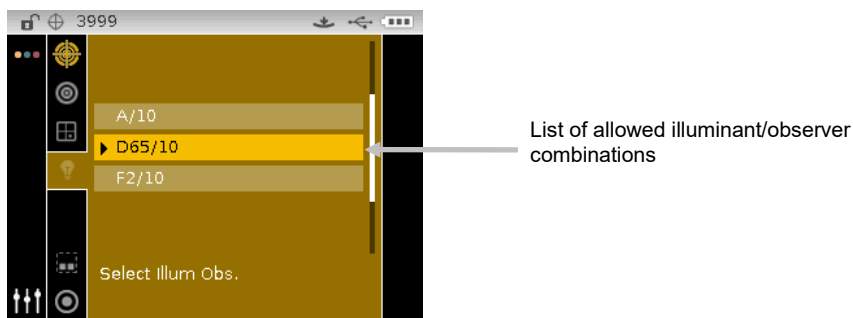 3999
A/10
D65/10
F2/10
Select Illum Obs.
List of allowed illuminant/observer
combinations